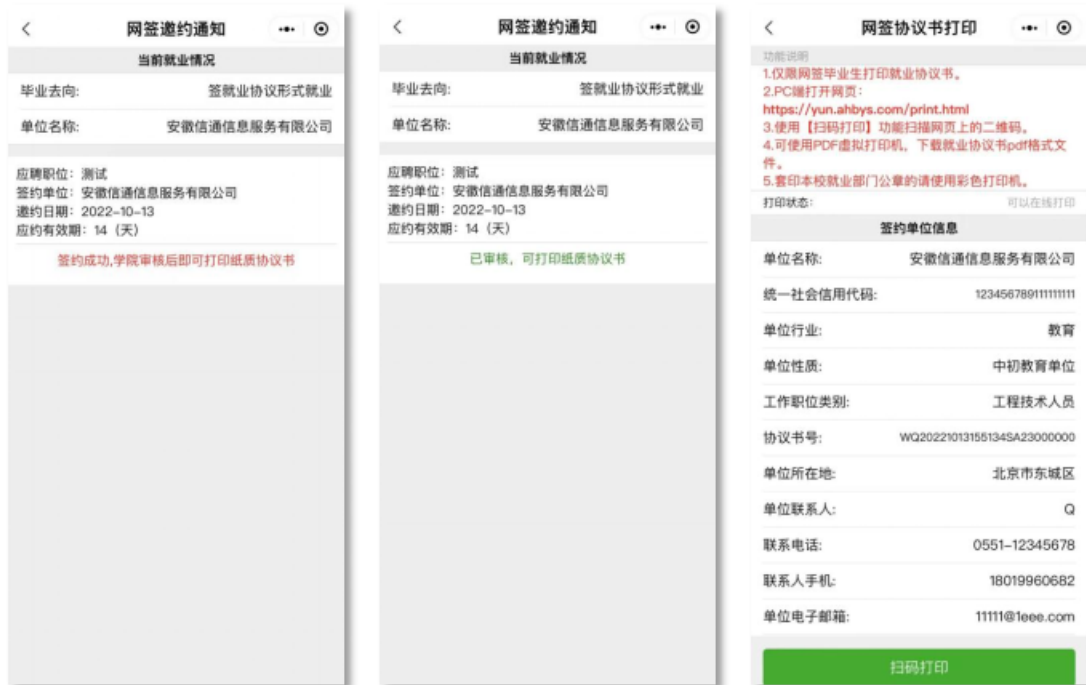 网签邀约通知
当前就业情况
毕业去向: 签就业协议形式就业
单位名称: 安徽信通信息服务有限公司
应聘职位：测试
签约单位：安徽信通信息服务有限公司
邀约日期：2022-10-13
应约有效期：14（天）
签约成功,学院审核后即可打印纸质协议书
网签邀约通知
当前就业情况
毕业去向: 签就业协议形式就业
单位名称: 安徽信通信息服务有限公司
应聘职位：测试
签约单位：安徽信通信息服务有限公司
邀约日期：2022-10-13
应约有效期：14（天）
已审核，可打印纸质协议书
网签协议书打印
功能说明
1.仅限网签毕业生打印就业协议书。
2.PC端打开网页：
https://yun.ahbys.com/print.html
3.使用【扫码打印】功能扫描网页上的二维码。
4.可使用PDF虚拟打印机，下载就业协议书pdf格式文
件。
5.套印本校就业部门公章的请使用彩色打印机。
打印状态: 可以在线打印
签约单位信息
单位名称: 安徽信通信息服务有限公司
统一社会信用代码: 123456789111111111
单位行业: 教育
单位性质: 中初教育单位
工作职位类别: 工程技术人员
协议书号: WQ20221013155134SA23000000
单位所在地: 北京市东城区
单位联系人: Q
联系电话: 0551-12345678
联系人手机: 18019960682
单位电子邮箱: 11111@1eee.com
扫码打印